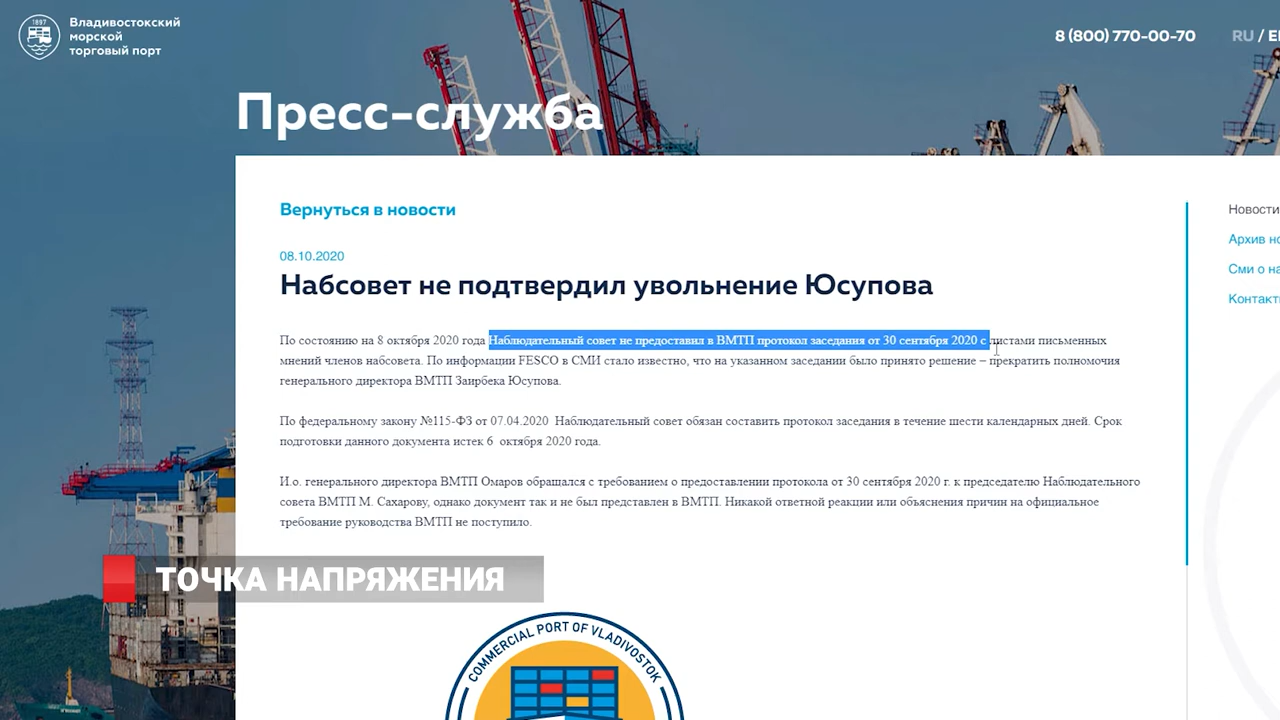 1897
Владивостокский
морской
торговый порт
8 (800) 770-00-70
RU / E
Пресс-служба
Вернуться в новости
08.10.2020
Набсовет не подтвердил увольнение Юсупова
По состоянию на 8 октября 2020 года Наблюдательный совет не предоставил в ВМТП протокол заседания от 30 сентября 2020 с листами письменных
мнений членов набсовета. По информации FESCO в СМИ стало известно, что на указанном заседании было принято решение – прекратить полномочия
генерального директора ВМТП Заирбека Юсупова.
По федеральному закону №115-ФЗ от 07.04.2020 Наблюдательный совет обязан составить протокол заседания в течение шести календарных дней. Срок
подготовки данного документа истек 6 октября 2020 года.
И.о. генерального директора ВМТП Омаров обращался с требованием о предоставлении протокола от 30 сентября 2020 г. к председателю Наблюдательного
совета ВМТП М. Сахарову, однако документ так и не был представлен в ВМТП. Никакой ответной реакции или объяснения причин на официальное
требование руководства ВМТП не поступило.
Новости
Архив но
Сми о на
Контакт
ТОЧКА НАПРЯЖЕНИЯ
COMMERCIAL PORT OF VLADIVOSTOK